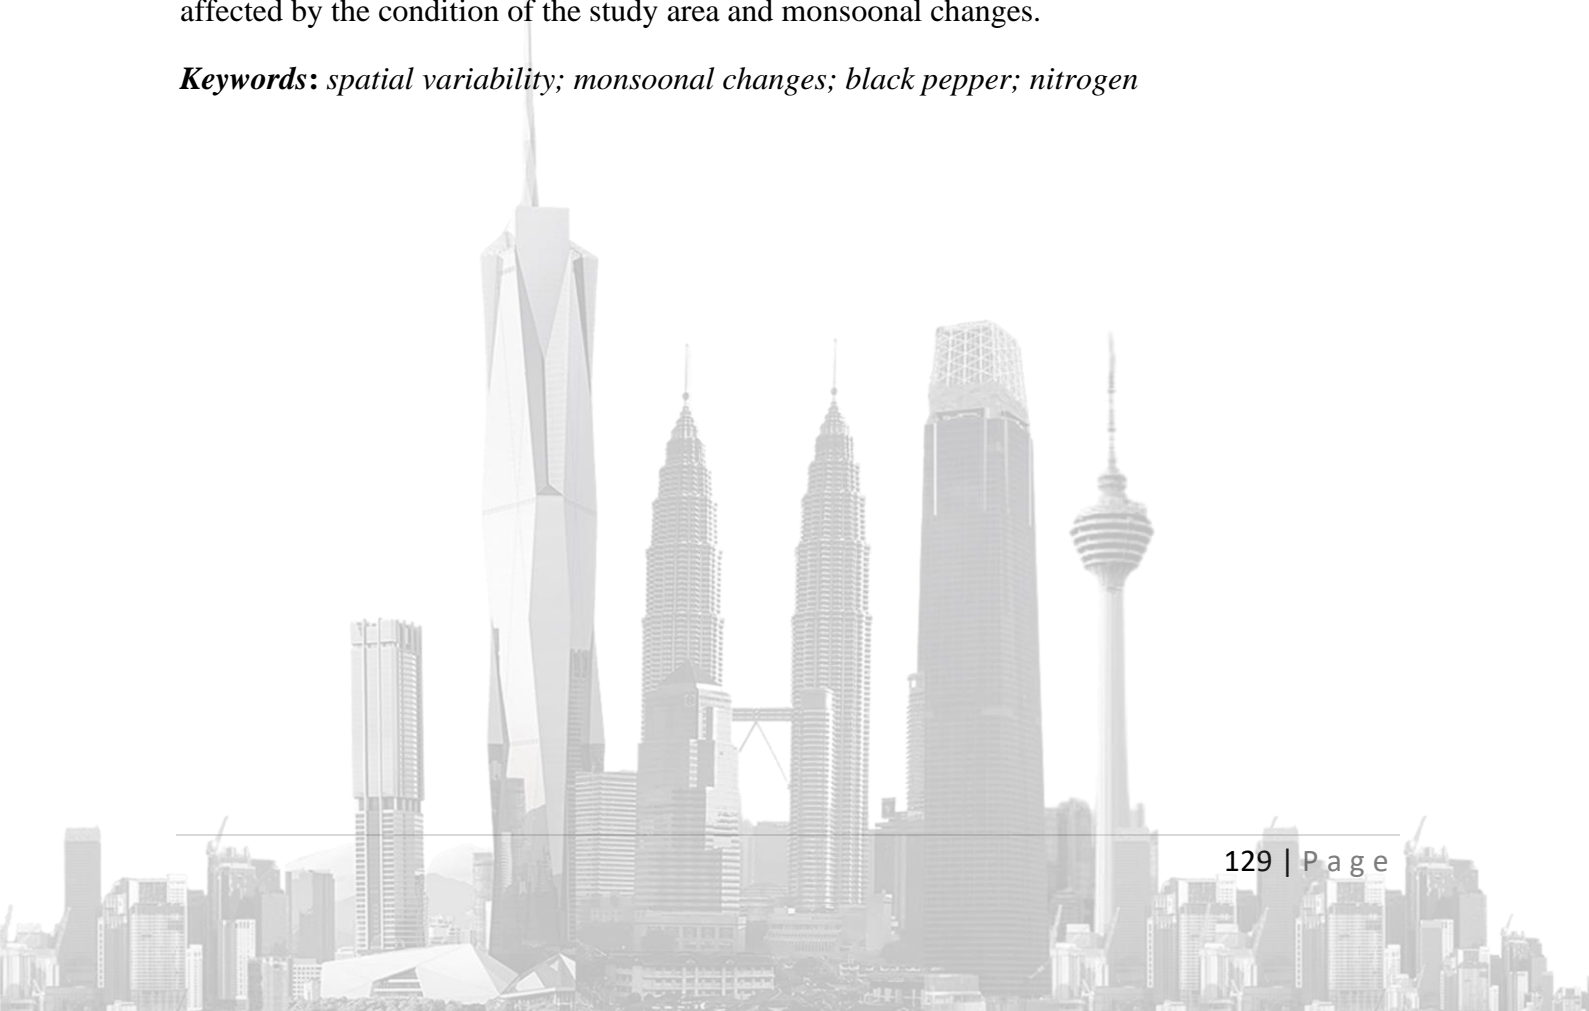 affected by the condition of the study area and monsoonal changes.
Keywords: spatial variability; monsoonal changes; black pepper; nitrogen
129 | Page